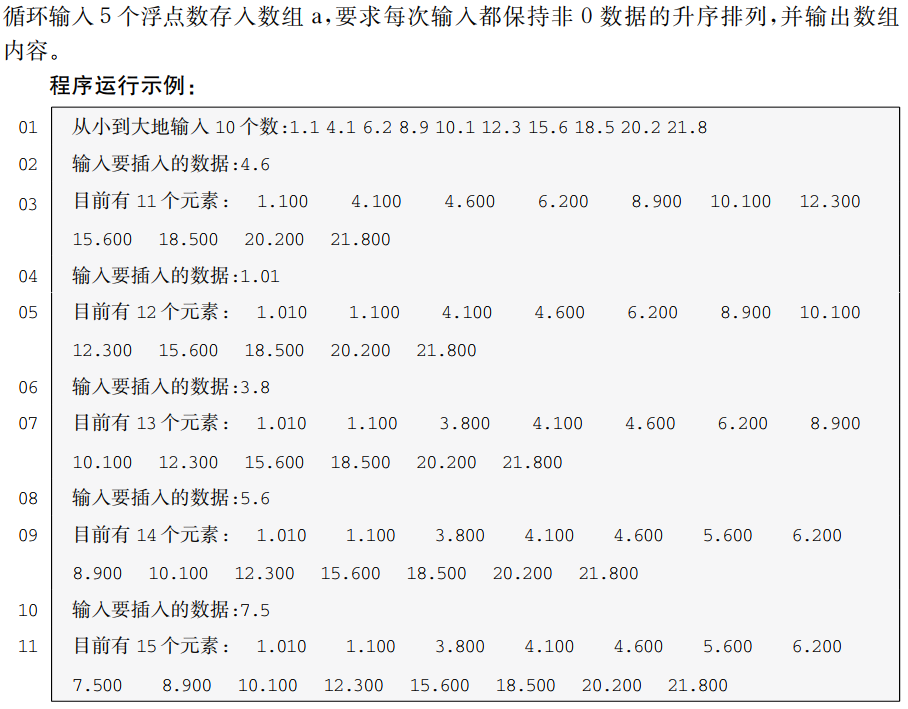 循环输入 5 个浮点数存入数组 a,要求每次输入都保持非 0 数据的升序排列,并输出数组
内容。
程序运行示例:
01 从小到大地输入 10 个数:1.1 4.1 6.2 8.9 10.1 12.3 15.6 18.5 20.2 21.8
02 输入要插入的数据:4.6
03 目前有 11 个元素: 1.100 4.100 4.600 6.200 8.900 10.100 12.300
15.600 18.500 20.200 21.800
04 输入要插入的数据:1.01
05 目前有 12 个元素: 1.010 1.100 4.100 4.600 6.200 8.900 10.100
12.300 15.600 18.500 20.200 21.800
06 输入要插入的数据:3.8
07 目前有 13 个元素: 1.010 1.100 3.800 4.100 4.600 6.200 8.900
10.100 12.300 15.600 18.500 20.200 21.800
08 输入要插入的数据:5.6
09 目前有 14 个元素: 1.010 1.100 3.800 4.100 4.600 5.600 6.200
8.900 10.100 12.300 15.600 18.500 20.200 21.800
10 输入要插入的数据:7.5
11 目前有 15 个元素: 1.010 1.100 3.800 4.100 4.600 5.600 6.200
7.500 8.900 10.100 12.300 15.600 18.500 20.200 21.800